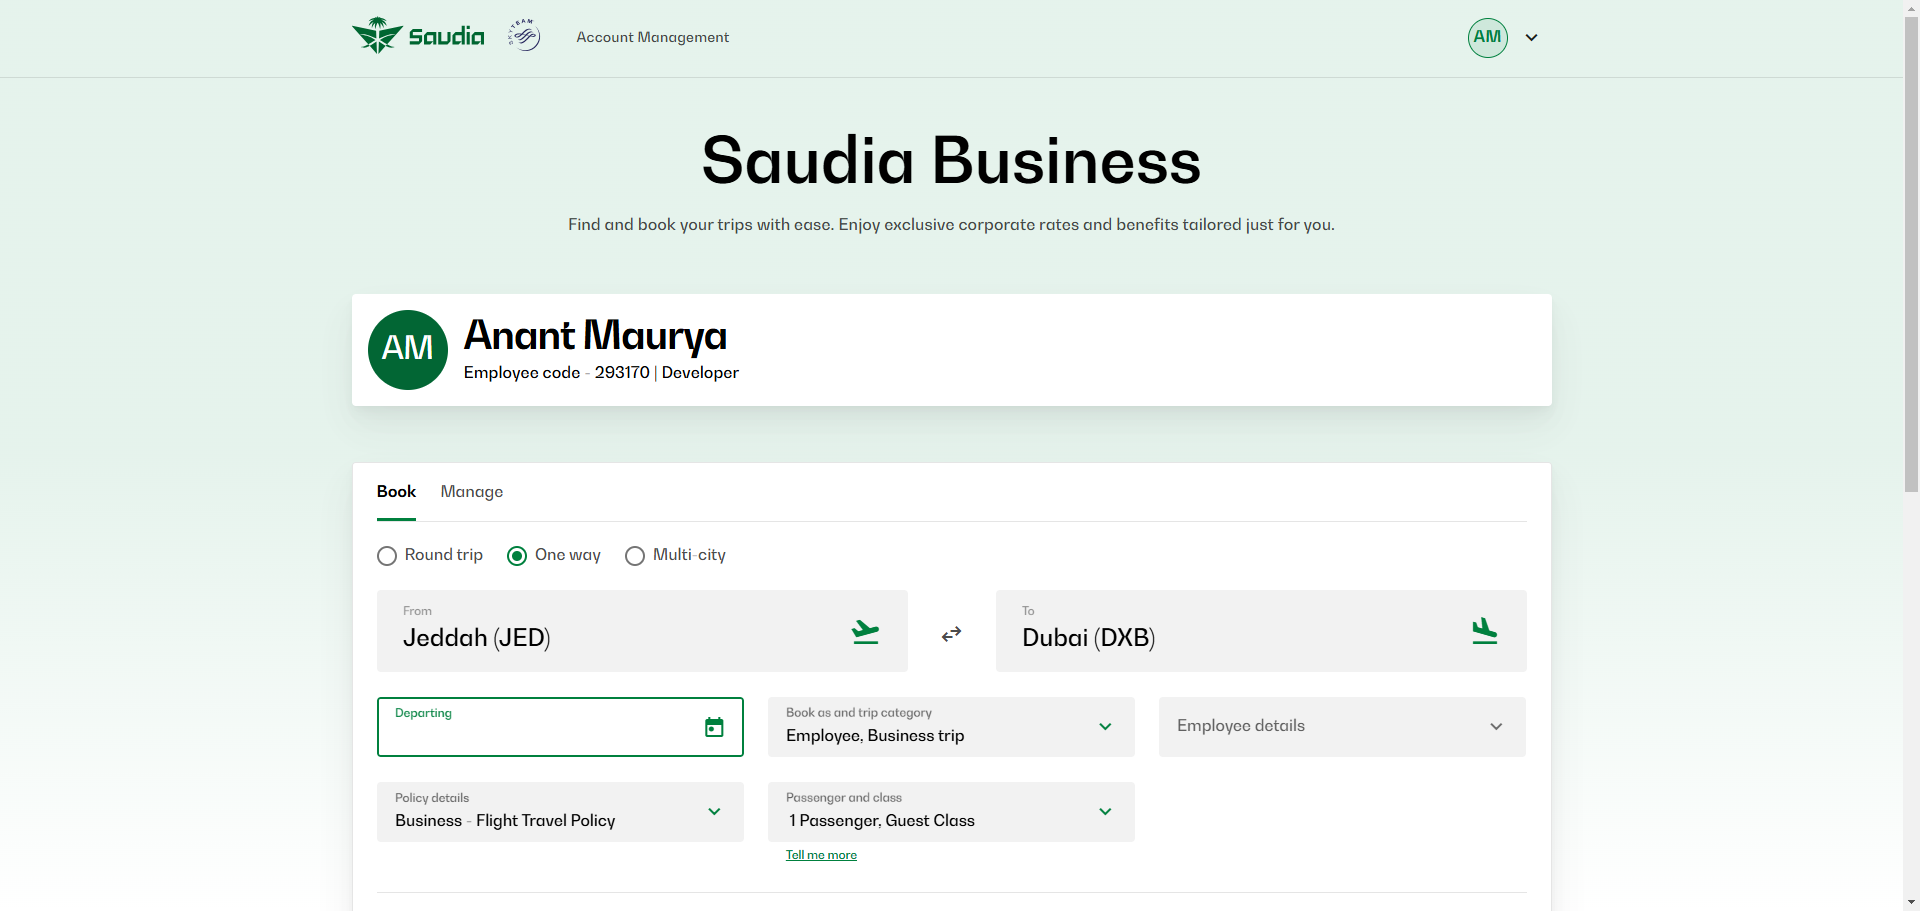 Saudia
SKYTEAM
Account Management
AM
Saudia Business
Find and book your trips with ease. Enjoy exclusive corporate rates and benefits tailored just for you.
AM
Anant Maurya
Employee code - 293170 | Developer
Book
Manage
Round trip
One way
Multi-city
From
Jeddah (JED)
To
Dubai (DXB)
Departing
Book as and trip category
Employee, Business trip
Employee details
Policy details
Business - Flight Travel Policy
Passenger and class
1 Passenger, Guest Class
Tell me more